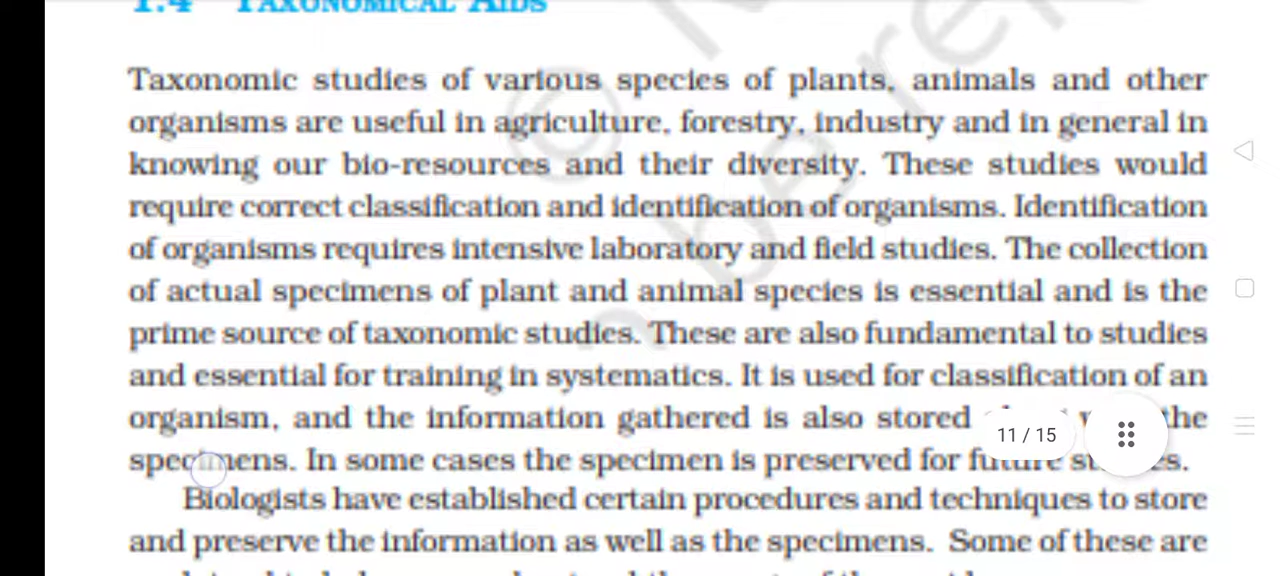 1.4 TAXONOMICAL AIDS
Taxonomic studies of various species of plants, animals and other
organisms are useful in agriculture, forestry, industry and in general in
knowing our bio-resources and their diversity. These studies would
require correct classification and identification of organisms. Identification
of organisms requires intensive laboratory and field studies. The collection
of actual specimens of plant and animal species is essential and is the
prime source of taxonomic studies. These are also fundamental to studies
and essential for training in systematics. It is used for classification of an
organism, and the information gathered is also stored the
specimens. In some cases the specimen is preserved for future
11 / 15
Biologists have established certain procedures and techniques to store
and preserve the information as well as the specimens. Some of these are